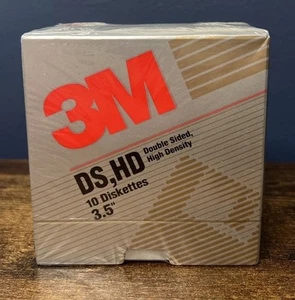 3M
DS,HD
Double Sided,
High Density
10 Diskettes
3.5"